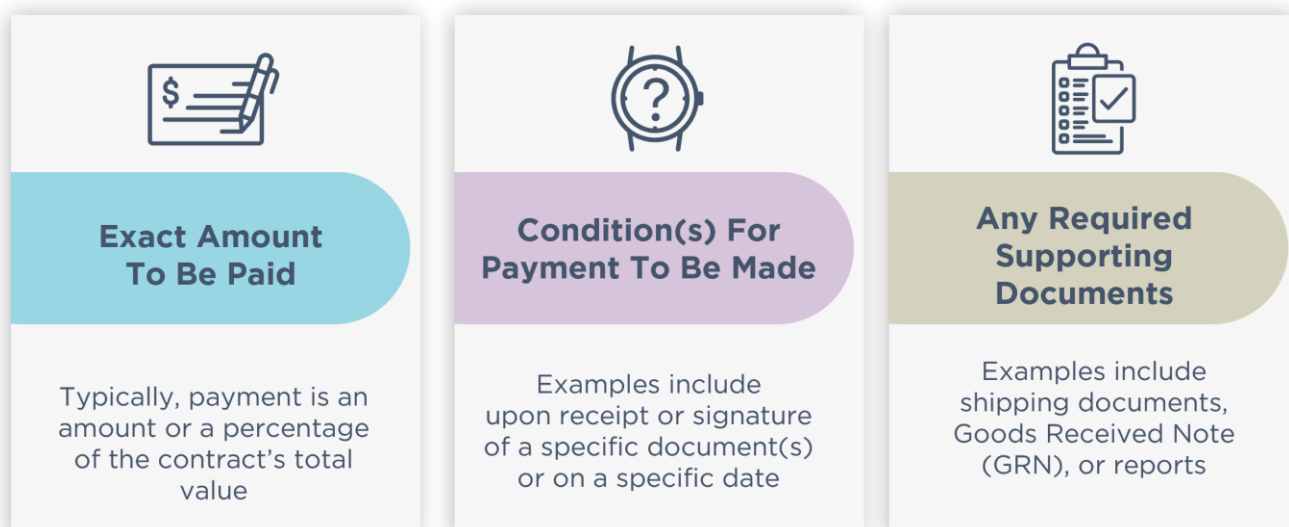 $
Exact Amount
To Be Paid
Typically, payment is an
amount or a percentage
of the contract's total
value
?
Condition(s) For
Payment To Be Made
Examples include
upon receipt or signature
of a specific document(s)
or on a specific date
Any Required
Supporting
Documents
Examples include
shipping documents,
Goods Received Note
(GRN), or reports